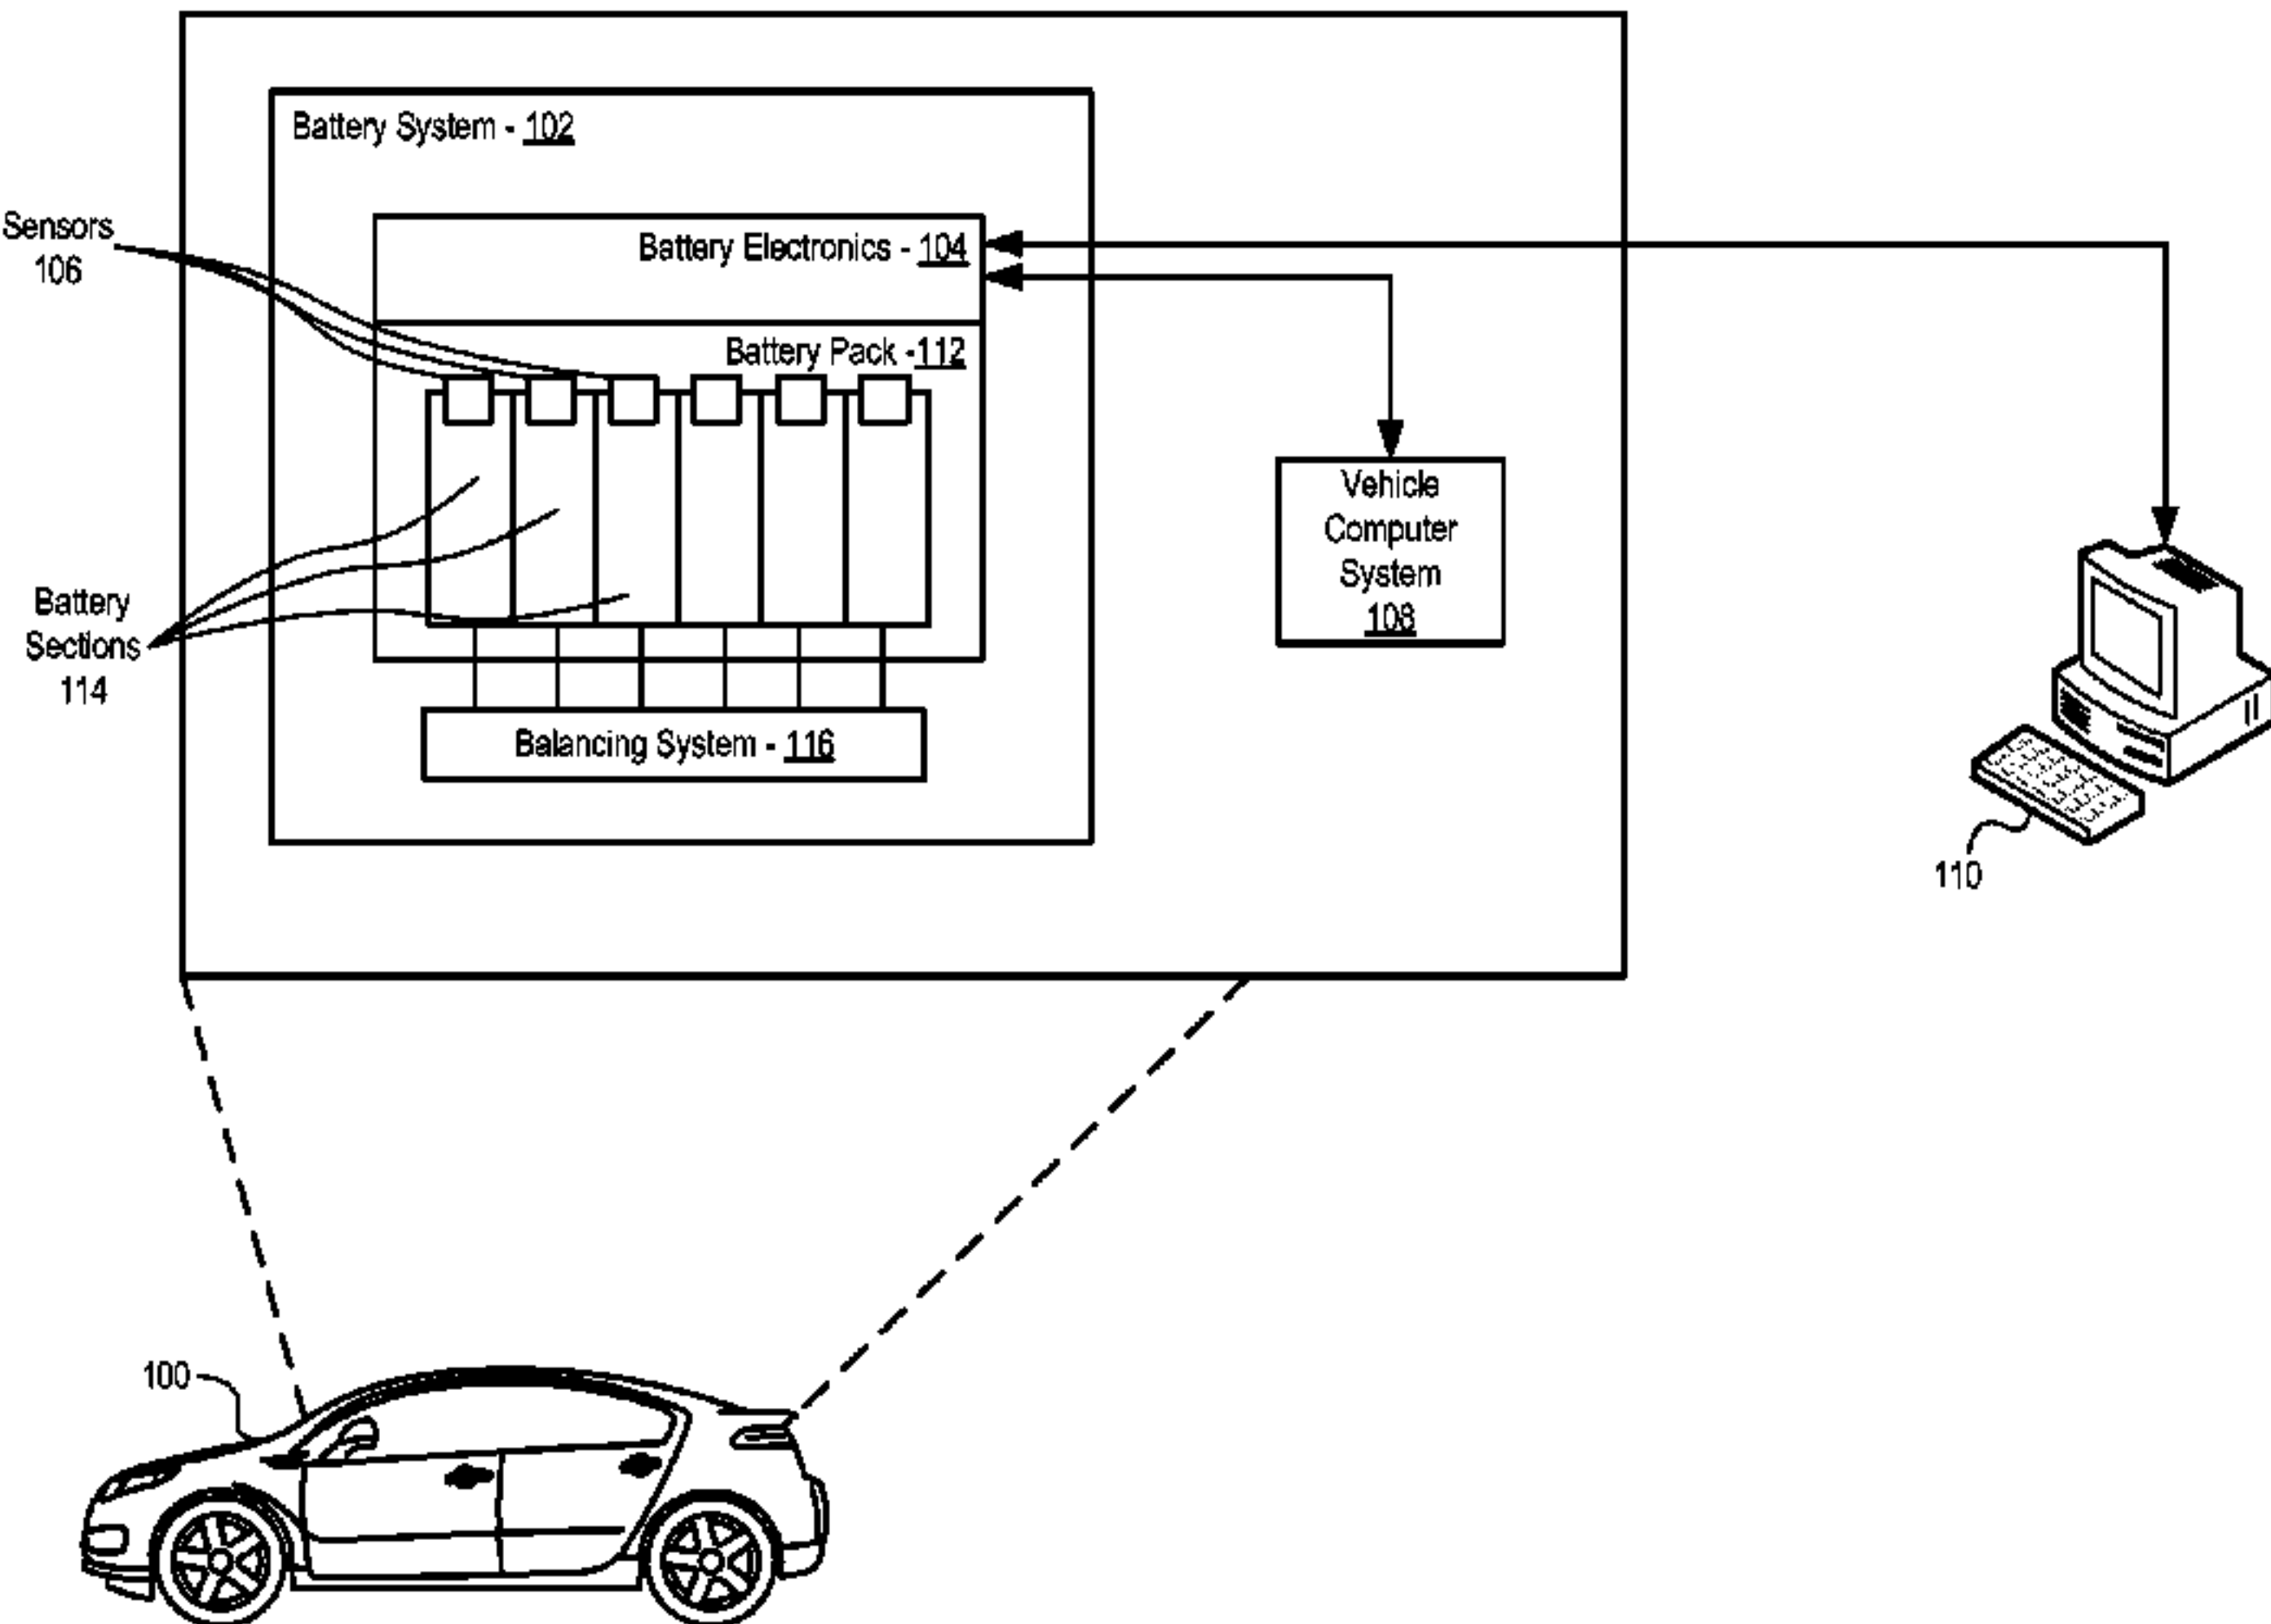 Battery System - 102
Sensors
106
Battery Electronics - 104
Battery Pack -112
Vehicle
Computer
System
108
Battery
Sections
114
Balancing System - 116
110
100